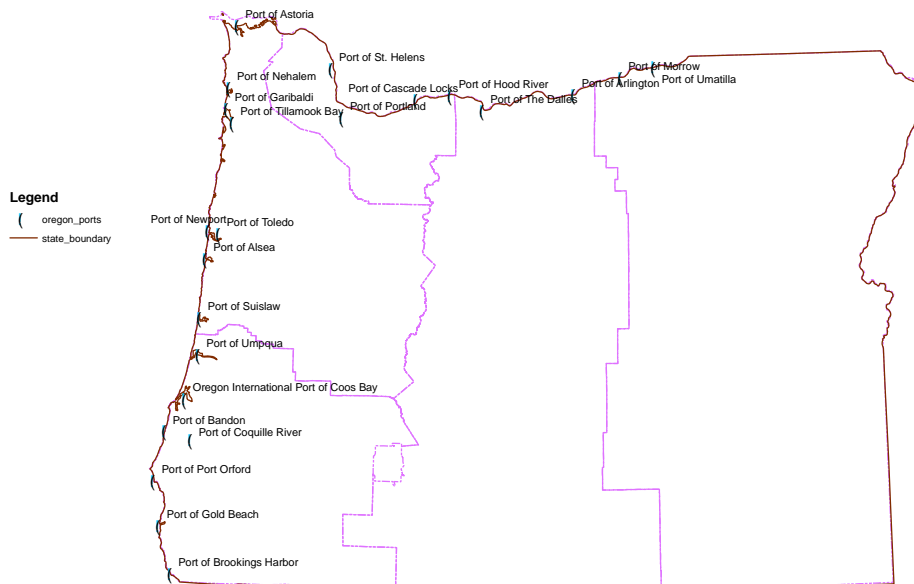 Port of Astoria
Port of St. Helens
Port of Morrow
Port of Nehalem
Port of Umatilla
Port of Cascade Locks
Port of Hood River
Port of Arlington
Port of Garibaldi
Port of The Dalles
Port of Tillamook Bay
Port of Portland
Legend
oregon_ports
state_boundary
Port of Newport
Port of Toledo
Port of Alsea
Port of Suislaw
Port of Umpqua
Oregon International Port of Coos Bay
Port of Bandon
Port of Coquille River
Port of Port Orford
Port of Gold Beach
Port of Brookings Harbor